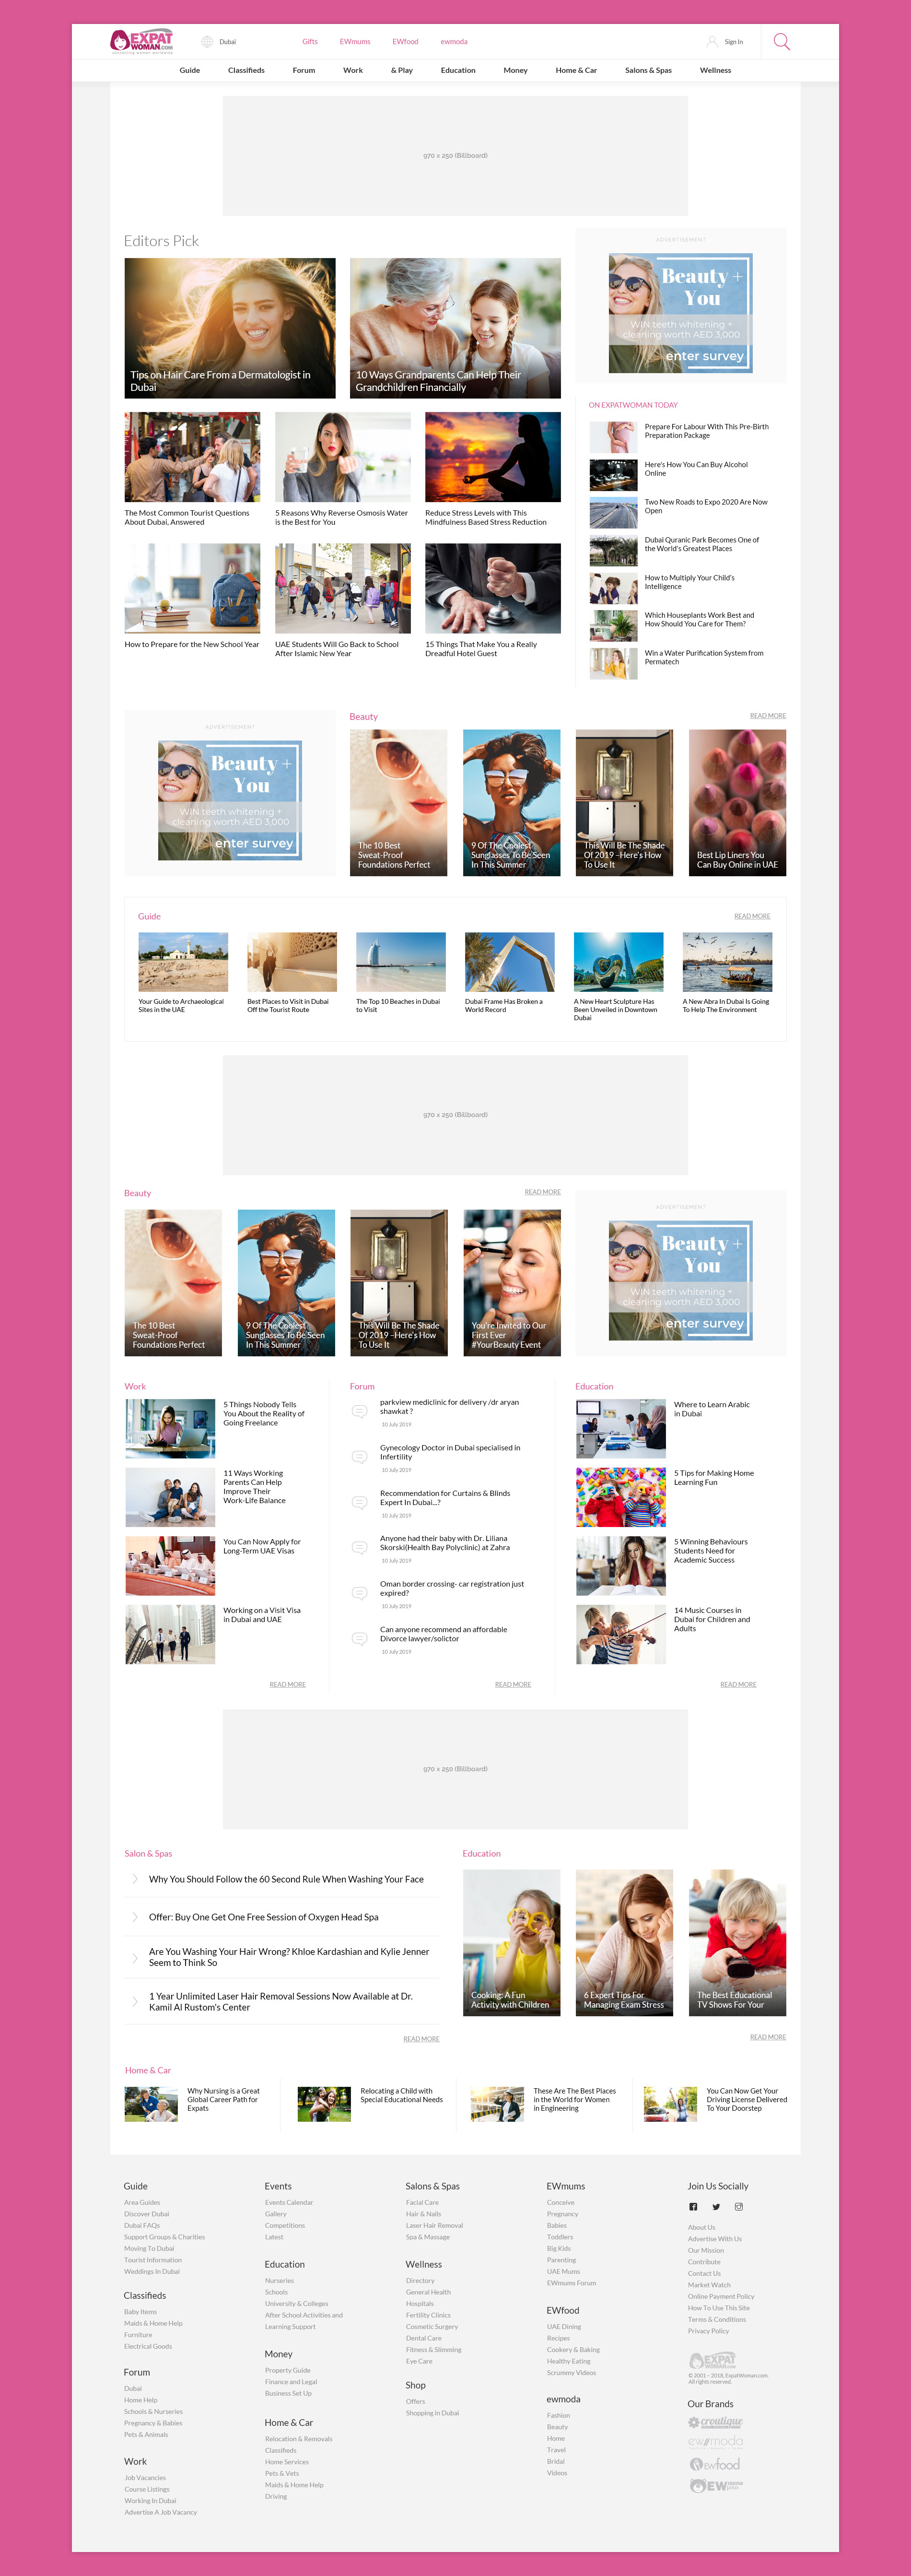 EXPAT
WOMAN.COM
Dubai
Gifts
EWmums
EWfood
ewmoda
Sign In
Guide
Classifieds
Forum
Work
& Play
Education
Money
Home & Car
Salons & Spas
Wellness
970 x 250 (Billboard)
Editors Pick
Tips on Hair Care From a Dermatologist in
Dubai
10 Ways Grandparents Can Help Their
Grandchildren Financially
The Most Common Tourist Questions
About Dubai, Answered
5 Reasons Why Reverse Osmosis Water
is the Best for You
Reduce Stress Levels with This
Mindfulness Based Stress Reduction
How to Prepare for the New School Year
UAE Students Will Go Back to School
After Islamic New Year
15 Things That Make You a Really
Dreadful Hotel Guest
ADVERTISEMENT
Beauty +
You
WIN teeth whitening +
cleaning worth AED 3,000
enter survey
ON EXPATWOMAN TODAY
Prepare For Labour With This Pre-Birth
Preparation Package
Here's How You Can Buy Alcohol
Online
Two New Roads to Expo 2020 Are Now
Open
Dubai Quranic Park Becomes One of
the World's Greatest Places
How to Multiply Your Child's
Intelligence
Which Houseplants Work Best and
How Should You Care for Them?
Win a Water Purification System from
Permatech
ADVERTISEMENT
Beauty +
You
WIN teeth whitening +
cleaning worth AED 3,000
enter survey
Beauty
READ MORE
The 10 Best
Sweat-Proof
Foundations Perfect
9 Of The Coolest
Sunglasses To Be Seen
In This Summer
This Will Be The Shade
Of 2019 –Here's How
To Use It
Best Lip Liners You
Can Buy Online in UAE
Guide
READ MORE
Your Guide to Archaeological
Sites in the UAE
Best Places to Visit in Dubai
Off the Tourist Route
The Top 10 Beaches in Dubai
to Visit
Dubai Frame Has Broken a
World Record
A New Heart Sculpture Has
Been Unveiled in Downtown
Dubai
A New Abra In Dubai Is Going
To Help The Environment
970 x 250 (Billboard)
Beauty
READ MORE
The 10 Best
Sweat-Proof
Foundations Perfect
9 Of The Coolest
Sunglasses To Be Seen
In This Summer
This Will Be The Shade
Of 2019 –Here's How
To Use It
You're Invited to Our
First Ever
#YourBeauty Event
ADVERTISEMENT
Beauty +
You
WIN teeth whitening +
cleaning worth AED 3,000
enter survey
Work
5 Things Nobody Tells
You About the Reality of
Going Freelance
11 Ways Working
Parents Can Help
Improve Their
Work-Life Balance
You Can Now Apply for
Long-Term UAE Visas
Working on a Visit Visa
in Dubai and UAE
READ MORE
Forum
parkview mediclinic for delivery /dr aryan
shawkat ?
10 July 2019
Gynecology Doctor in Dubai specialised in
Infertility
10 July 2019
Recommendation for Curtains & Blinds
Expert In Dubai...?
10 July 2019
Anyone had their baby with Dr. Liliana
Skorski(Health Bay Polyclinic) at Zahra
10 July 2019
Oman border crossing- car registration just
expired?
10 July 2019
Can anyone recommend an affordable
Divorce lawyer/solictor
10 July 2019
READ MORE
Education
Where to Learn Arabic
in Dubai
5 Tips for Making Home
Learning Fun
5 Winning Behaviours
Students Need for
Academic Success
14 Music Courses in
Dubai for Children and
Adults
READ MORE
970 x 250 (Billboard)
Salon & Spas
Why You Should Follow the 60 Second Rule When Washing Your Face
Offer: Buy One Get One Free Session of Oxygen Head Spa
Are You Washing Your Hair Wrong? Khloe Kardashian and Kylie Jenner
Seem to Think So
1 Year Unlimited Laser Hair Removal Sessions Now Available at Dr.
Kamil Al Rustom's Center
READ MORE
Education
Cooking: A Fun
Activity with Children
6 Expert Tips For
Managing Exam Stress
The Best Educational
TV Shows For Your
READ MORE
Home & Car
Why Nursing is a Great
Global Career Path for
Expats
Relocating a Child with
Special Educational Needs
These Are The Best Places
in the World for Women
in Engineering
You Can Now Get Your
Driving License Delivered
To Your Doorstep
Guide
Area Guides
Discover Dubai
Dubai FAQs
Support Groups & Charities
Moving To Dubai
Tourist Information
Weddings In Dubai
Classifieds
Baby Items
Maids & Home Help
Furniture
Electrical Goods
Forum
Dubai
Home Help
Schools & Nurseries
Pregnancy & Babies
Pets & Animals
Work
Job Vacancies
Course Listings
Working In Dubai
Advertise A Job Vacancy
Events
Events Calendar
Gallery
Competitions
Latest
Education
Nurseries
Schools
University & Colleges
After School Activities and
Learning Support
Money
Property Guide
Finance and Legal
Business Set Up
Home & Car
Relocation & Removals
Classifieds
Home Services
Pets & Vets
Maids & Home Help
Driving
Salons & Spas
Facial Care
Hair & Nails
Laser Hair Removal
Spa & Massage
Wellness
Directory
General Health
Hospitals
Fertility Clinics
Cosmetic Surgery
Dental Care
Fitness & Slimming
Eye Care
Shop
Offers
Shopping in Dubai
EWmums
Conceive
Pregnancy
Babies
Toddlers
Big Kids
Parenting
UAE Mums
EWmums Forum
EWfood
UAE Dining
Recipes
Cookery & Baking
Healthy Eating
Scrummy Videos
ewmoda
Fashion
Beauty
Home
Travel
Bridal
Videos
Join Us Socially
About Us
Advertise With Us
Our Mission
Contribute
Contact Us
Market Watch
Online Payment Policy
How To Use This Site
Terms & Conditions
Privacy Policy
EXPAT
WOMAN.COM
© 2001 – 2018, ExpatWoman.com.
All rights reserved.
Our Brands
croutique
ewmoda
ewfood
EW